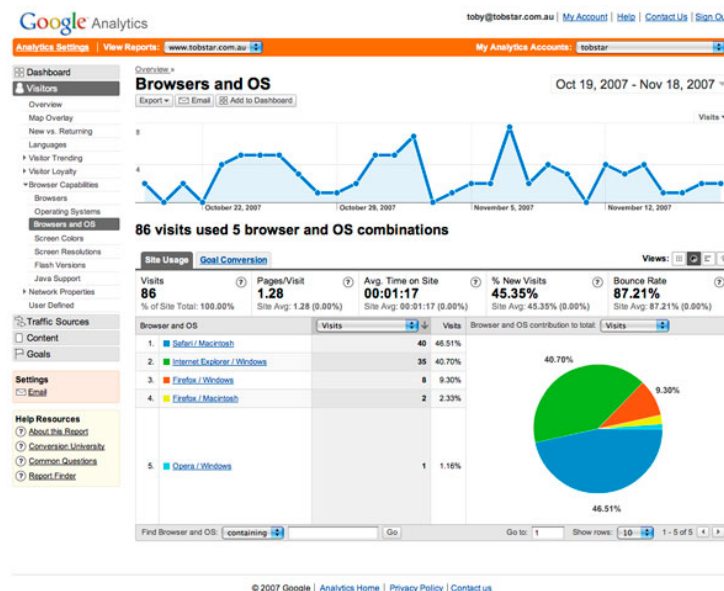 Google Analytics
toby@tobstar.com.au | My Account | Help | Contact Us | Sign Ou
Analytics Settings | View Reports: www.tobstar.com.au
My Analytics Accounts: tobstar
Dashboard
Visitors
Overview
Map Overlay
New vs. Returning
Languages
Visitor Trending
Visitor Loyalty
Browser Capabilities
Browsers
Operating Systems
Browsers and OS
Screen Colors
Screen Resolutions
Flash Versions
Java Support
Network Properties
User Defined
Traffic Sources
Content
Goals
Settings
Email
Help Resources
About this Report
Conversion University
Common Questions
Report Finder
Overview »
Browsers and OS
Oct 19, 2007 - Nov 18, 2007
Export Email Add to Dashboard
Visits
8
4
October 22, 2007 October 29, 2007 November 5, 2007 November 12, 2007
86 visits used 5 browser and OS combinations
Site Usage Goal Conversion Views:
Visits ? Pages/Visit ? Avg. Time on Site ? % New Visits ? Bounce Rate ?
86 1.28 00:01:17 45.35% 87.21%
% of Site Total: 100.00% Site Avg: 1.28 (0.00%) Site Avg: 00:01:17 (0.00%) Site Avg: 45.35% (0.00%) Site Avg: 87.21% (0.00%)
Browser and OS Visits Visits Browser and OS contribution to total: Visits
1. Safari / Macintosh 40 46.51%
2. Internet Explorer / Windows 35 40.70%
3. Firefox / Windows 8 9.30%
4. Firefox / Macintosh 2 2.33%
5. Opera / Windows 1 1.16%
40.70%
9.30%
46.51%
Find Browser and OS: containing Go Go to: 1 Show rows: 10 1 - 5 of 5
© 2007 Google | Analytics Home | Privacy Policy | Contact us